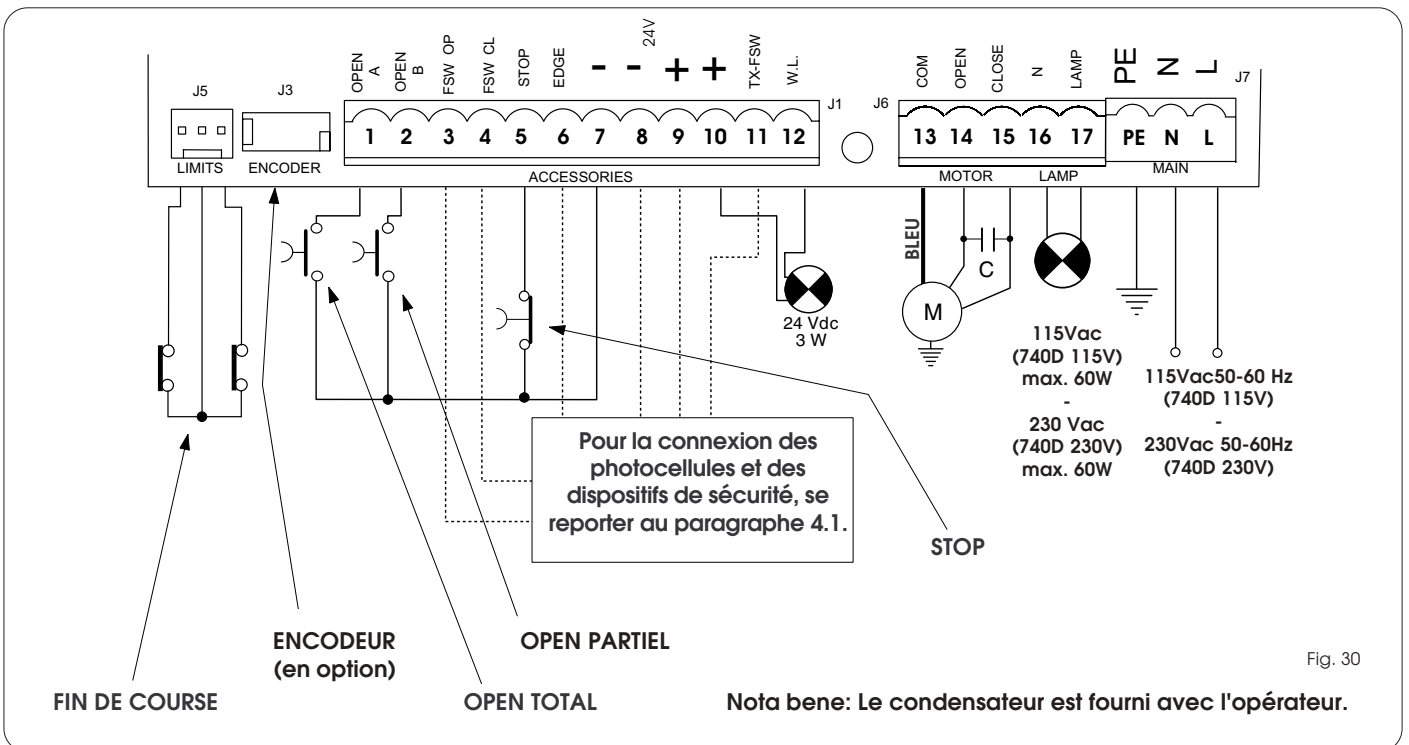 OPEN A
OPEN B
FSW OP
FSW CL
STOP
EDGE
-
-
24V
+
+
TX-FSW
W.L.
COM
OPEN
CLOSE
N
LAMP
PE
N
L
J5
J3
J1
J6
J7
1 2 3 4 5 6 7 8 9 10 11 12
13 14 15 16 17
PE N L
LIMITS
ENCODER
ACCESSORIES
MOTOR
LAMP
MAIN
BLEU
C
M
24 Vdc
3 W
115Vac
(740D 115V)
max. 60W
-
230 Vac
(740D 230V)
max. 60W
115Vac50-60 Hz
(740D 115V)
-
230Vac 50-60Hz
(740D 230V)
Pour la connexion des
photocellules et des
dispositifs de sécurité, se
reporter au paragraphe 4.1.
STOP
ENCODEUR
(en option)
OPEN PARTIEL
Fig. 30
FIN DE COURSE
OPEN TOTAL
Nota bene: Le condensateur est fourni avec l'opérateur.